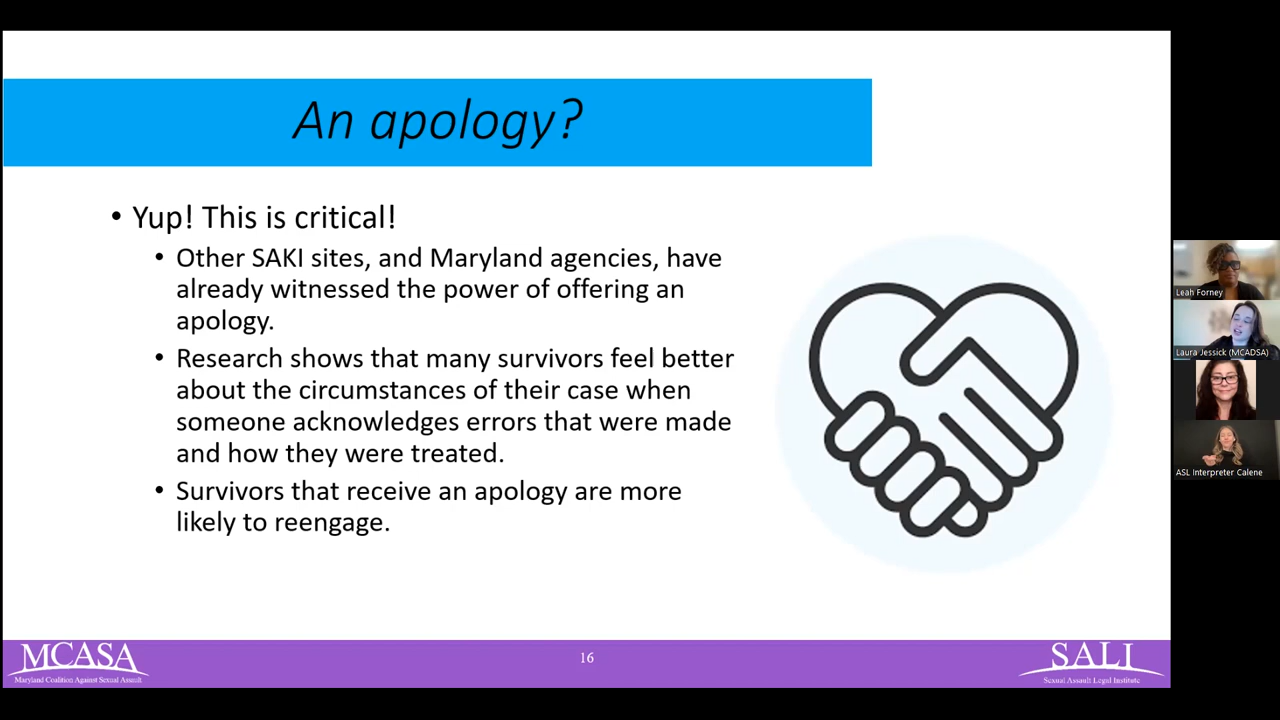 An apology?
• Yup! This is critical!
• Other SAKI sites, and Maryland agencies, have
already witnessed the power of offering an
apology.
• Research shows that many survivors feel better
about the circumstances of their case when
someone acknowledges errors that were made
and how they were treated.
• Survivors that receive an apology are more
likely to reengage.
MCASA
Maryland Coalition Against Sexual Assault
16
SALI
Sexual Assault Legal Institute
Leah Forney
Laura Jessick (MCADSA)
ASL Interpreter Calene